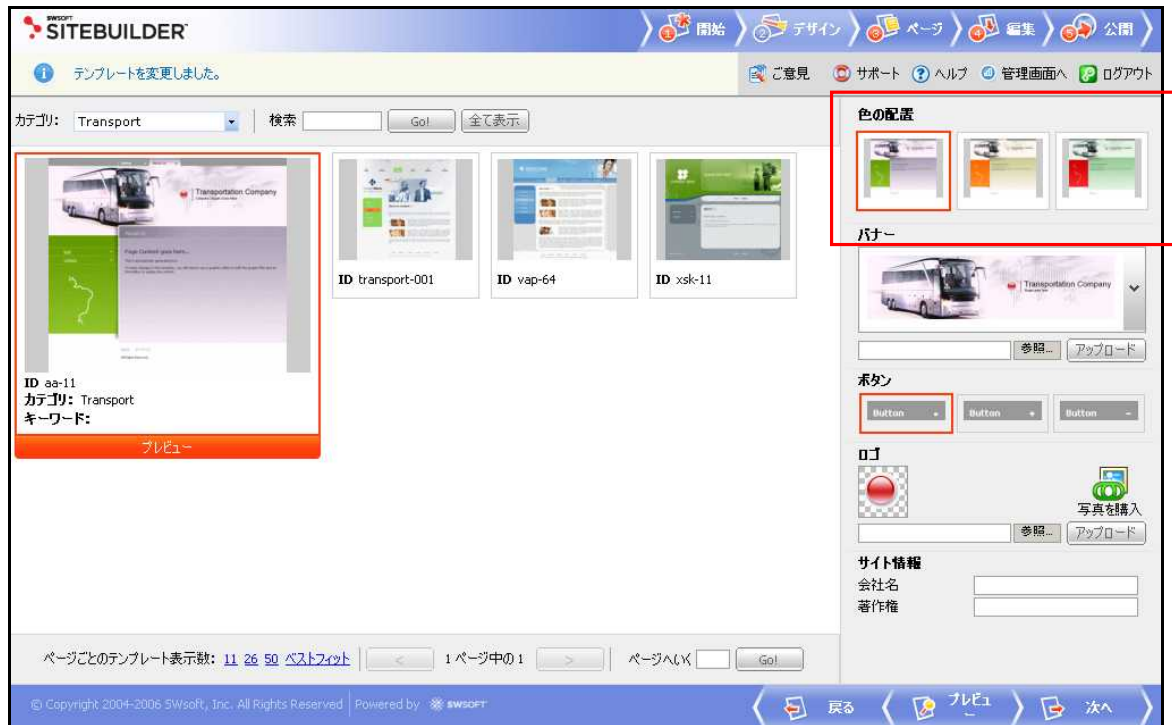 SWSOFT
SITEBUILDER
① 開始 ② デザイン ③ ページ ④ 編集 ⑤ 公開
テンプレートを変更しました。
ご意見 サポート ヘルプ 管理画面へ ログアウト
カテゴリ: Transport 検索 Go! 全て表示
Transportation Company
Page Content goes here...
ID aa-11
カテゴリ: Transport
キーワード:
プレビュー
ID transport-001
ID vap-64
ID xsk-11
色の配置
バナー
Transportation Company
参照... アップロード
ボタン
Button + Button + Button −
ロゴ
写真を購入
参照... アップロード
サイト情報
会社名
著作権
ページごとのテンプレート表示数: 11 26 50 ベストフィット < 1 ページ中の 1 > ページへいく Go!
© Copyright 2004-2006 SWsoft, Inc. All Rights Reserved Powered by SWSOFT
戻る プレビュー 次へ